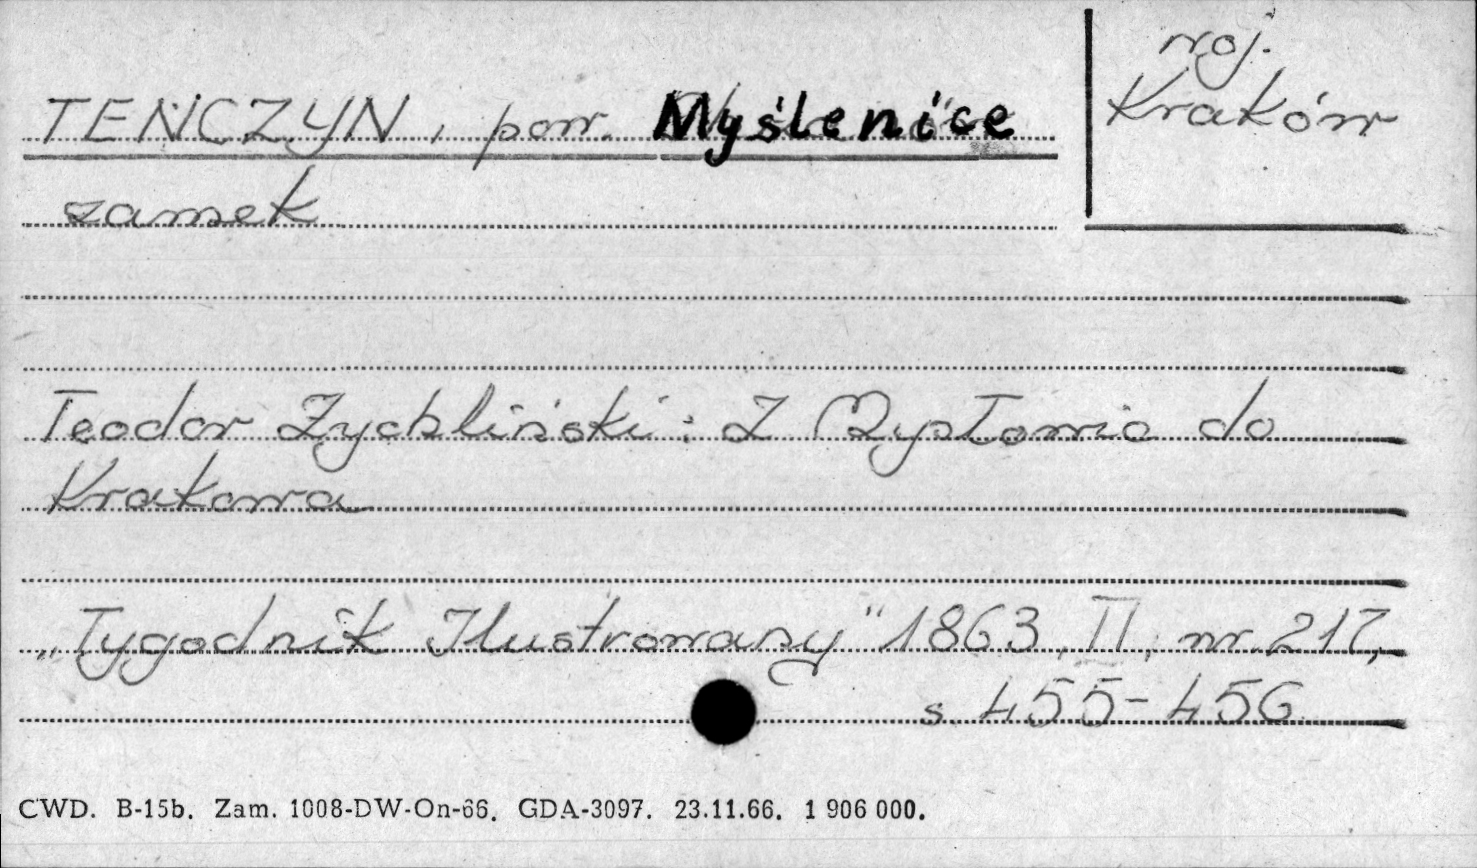 woj.
Kraków
TENCZYN, pow. Myślenice
zamek
Teodor Żychliński: Z Mysłowic do
Krakowa
„Tygodnik Ilustrowany" 1863, II, nr. 217,
s. 455-456
CWD. B-15b. Zam. 1008-DW-On-66. GDA-3097. 23.11.66. 1 906 000.